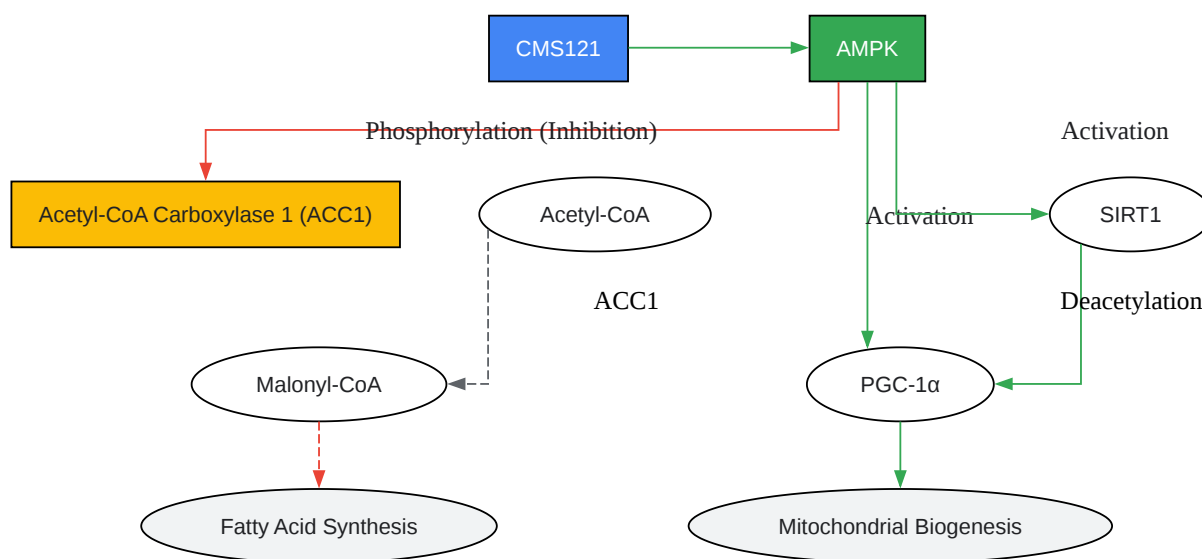 CMS121
AMPK
Phosphorylation (Inhibition)
Activation
Acetyl-CoA Carboxylase 1 (ACC1)
Acetyl-CoA
Activation
SIRT1
ACC1
Deacetylation
Malonyl-CoA
PGC-1α
Fatty Acid Synthesis
Mitochondrial Biogenesis